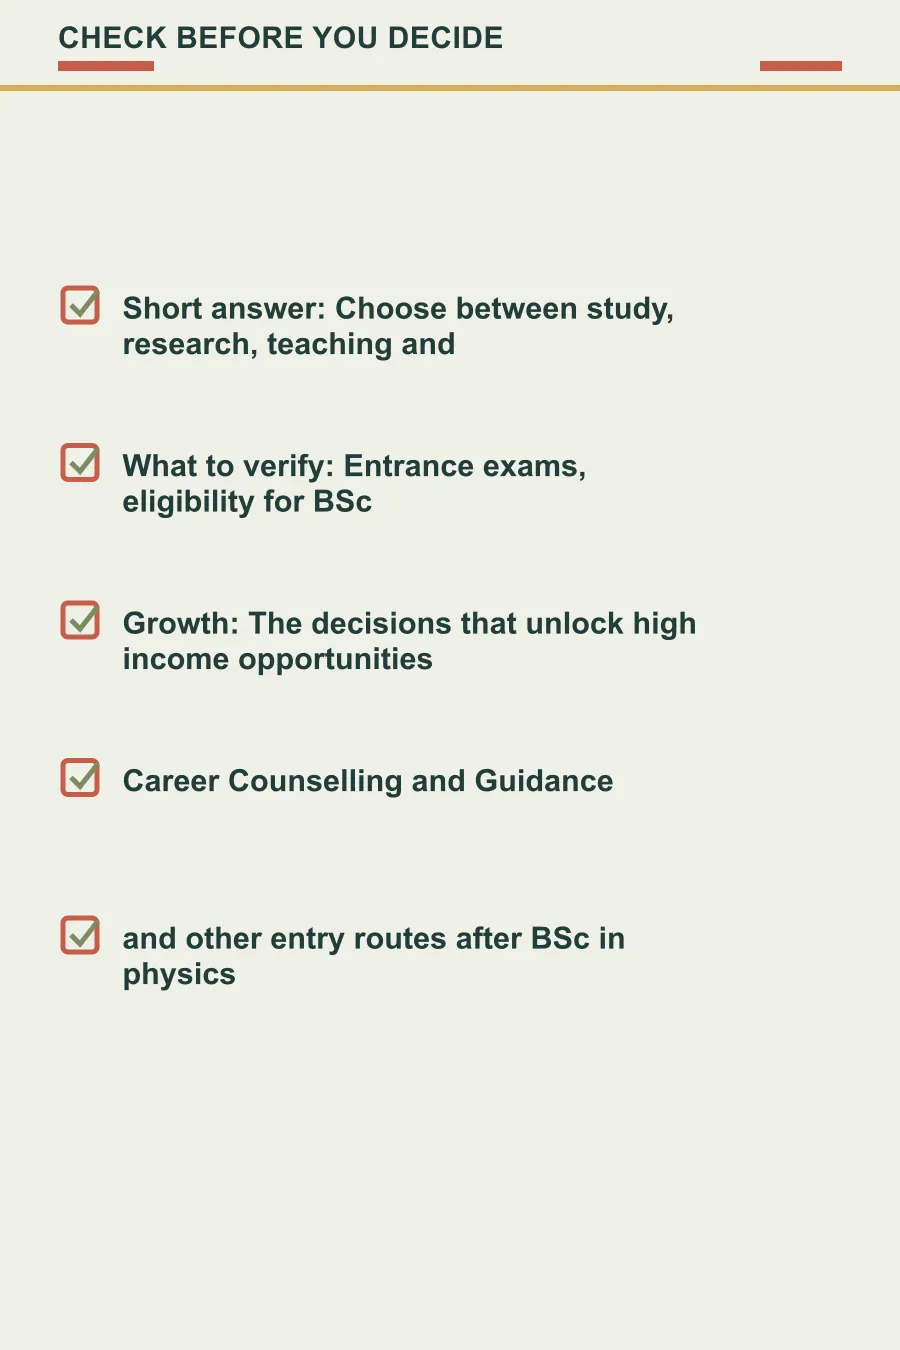 CHECK BEFORE YOU DECIDE
Short answer: Choose between study,
research, teaching and
What to verify: Entrance exams,
eligibility for BSc
Growth: The decisions that unlock high
income opportunities
Career Counselling and Guidance
and other entry routes after BSc in
physics